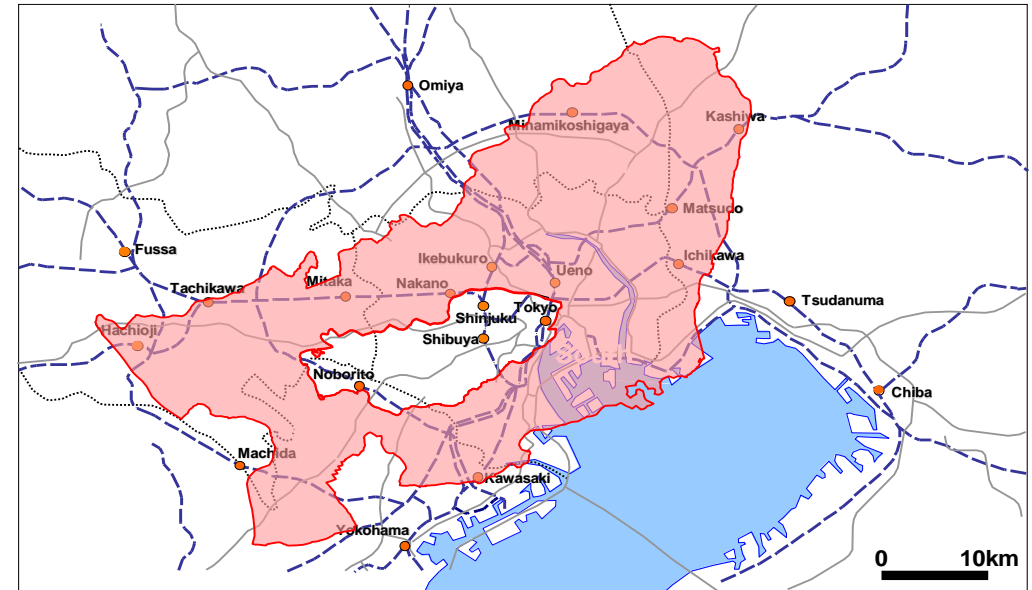 Omiya
Minamikoshigaya
Kashiwa
Matsudo
Fussa
Ikebukuro
Ueno
Ichikawa
Tachikawa
Mitaka
Nakano
Tokyo
Tsudanuma
Shinjuku
Hachioji
Shibuya
Noborito
Chiba
Machida
Kawasaki
Yokohama
0 10km